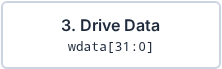 3. Drive Data
wdata[31:0]